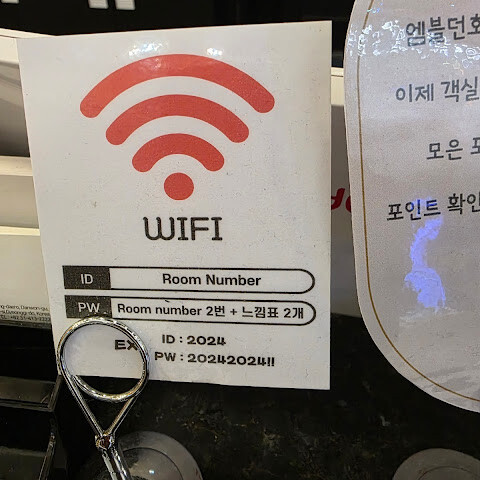 WIFI
ID Room Number
PW. Room number 2번 + 느낌표 2개
EX ID : 2024
PW : 20242024!!
엠블던호
이제 객실
모은 포
포인트 확인